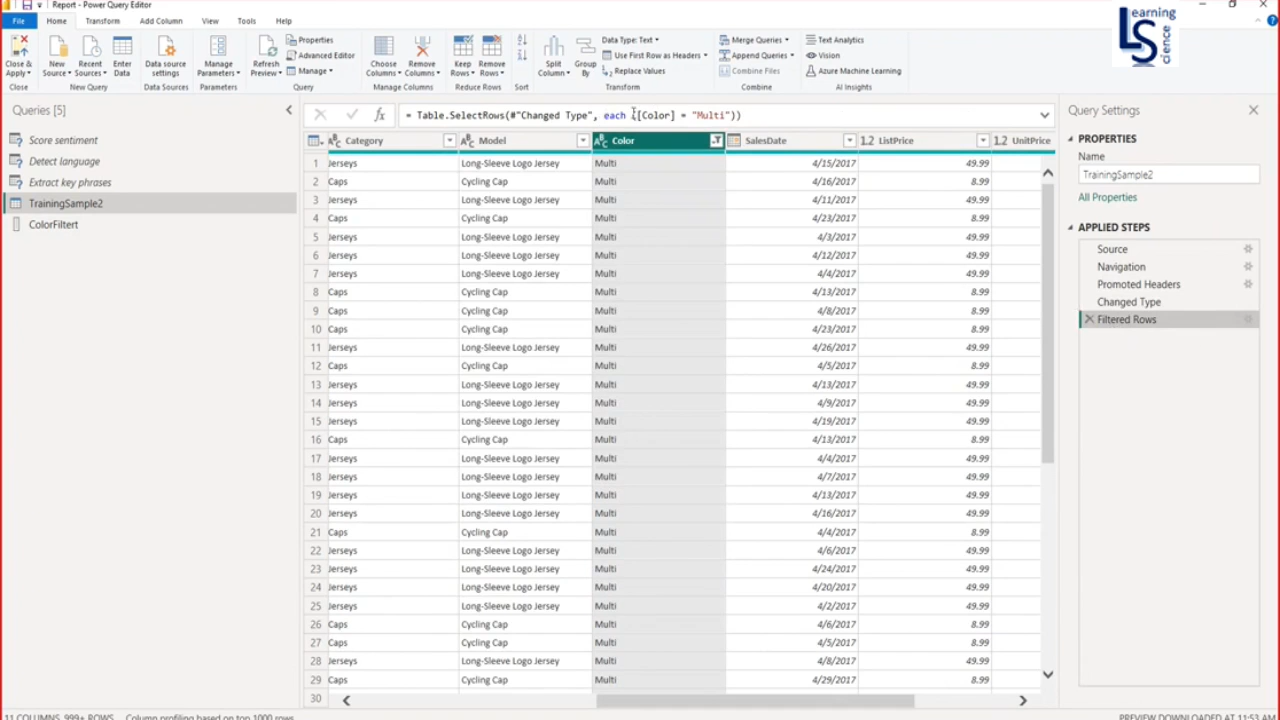 Report - Power Query Editor
File Home Transform Add Column View Tools Help
Close & Apply New Source Recent Sources Enter Data Data source settings Manage Parameters Refresh Preview Properties Advanced Editor Manage Choose Columns Remove Columns Keep Rows Remove Rows Split Column Group By Data Type: Text Use First Row as Headers Replace Values Merge Queries Append Queries Combine Files Text Analytics Vision Azure Machine Learning
Close New Query Data Sources Parameters Query Manage Columns Reduce Rows Sort Transform Combine AI Insights
Learning
LS
cience
Queries [5]
Score sentiment
Detect language
Extract key phrases
TrainingSample2
ColorFiltert
= Table.SelectRows(#"Changed Type", each ([Color] = "Multi"))
Category Model Color SalesDate 1.2 ListPrice 1.2 UnitPrice
1 Jerseys Long-Sleeve Logo Jersey Multi 4/15/2017 49.99
2 Caps Cycling Cap Multi 4/16/2017 8.99
3 Jerseys Long-Sleeve Logo Jersey Multi 4/11/2017 49.99
4 Caps Cycling Cap Multi 4/23/2017 8.99
5 Jerseys Long-Sleeve Logo Jersey Multi 4/3/2017 49.99
6 Jerseys Long-Sleeve Logo Jersey Multi 4/12/2017 49.99
7 Jerseys Long-Sleeve Logo Jersey Multi 4/4/2017 49.99
8 Caps Cycling Cap Multi 4/13/2017 8.99
9 Caps Cycling Cap Multi 4/8/2017 8.99
10 Caps Cycling Cap Multi 4/23/2017 8.99
11 Jerseys Long-Sleeve Logo Jersey Multi 4/26/2017 49.99
12 Caps Cycling Cap Multi 4/5/2017 8.99
13 Jerseys Long-Sleeve Logo Jersey Multi 4/13/2017 49.99
14 Jerseys Long-Sleeve Logo Jersey Multi 4/9/2017 49.99
15 Jerseys Long-Sleeve Logo Jersey Multi 4/19/2017 49.99
16 Caps Cycling Cap Multi 4/13/2017 8.99
17 Jerseys Long-Sleeve Logo Jersey Multi 4/4/2017 49.99
18 Jerseys Long-Sleeve Logo Jersey Multi 4/7/2017 49.99
19 Jerseys Long-Sleeve Logo Jersey Multi 4/13/2017 49.99
20 Jerseys Long-Sleeve Logo Jersey Multi 4/16/2017 49.99
21 Caps Cycling Cap Multi 4/4/2017 8.99
22 Jerseys Long-Sleeve Logo Jersey Multi 4/6/2017 49.99
23 Jerseys Long-Sleeve Logo Jersey Multi 4/24/2017 49.99
24 Jerseys Long-Sleeve Logo Jersey Multi 4/20/2017 49.99
25 Jerseys Long-Sleeve Logo Jersey Multi 4/2/2017 49.99
26 Caps Cycling Cap Multi 4/6/2017 8.99
27 Caps Cycling Cap Multi 4/5/2017 8.99
28 Jerseys Long-Sleeve Logo Jersey Multi 4/8/2017 49.99
29 Caps Cycling Cap Multi 4/29/2017 8.99
30
Query Settings
PROPERTIES
Name
TrainingSample2
All Properties
APPLIED STEPS
Source
Navigation
Promoted Headers
Changed Type
Filtered Rows
11 COLUMNS, 999+ ROWS Column profiling based on top 1000 rows PREVIEW DOWNLOADED AT 11:53 AM